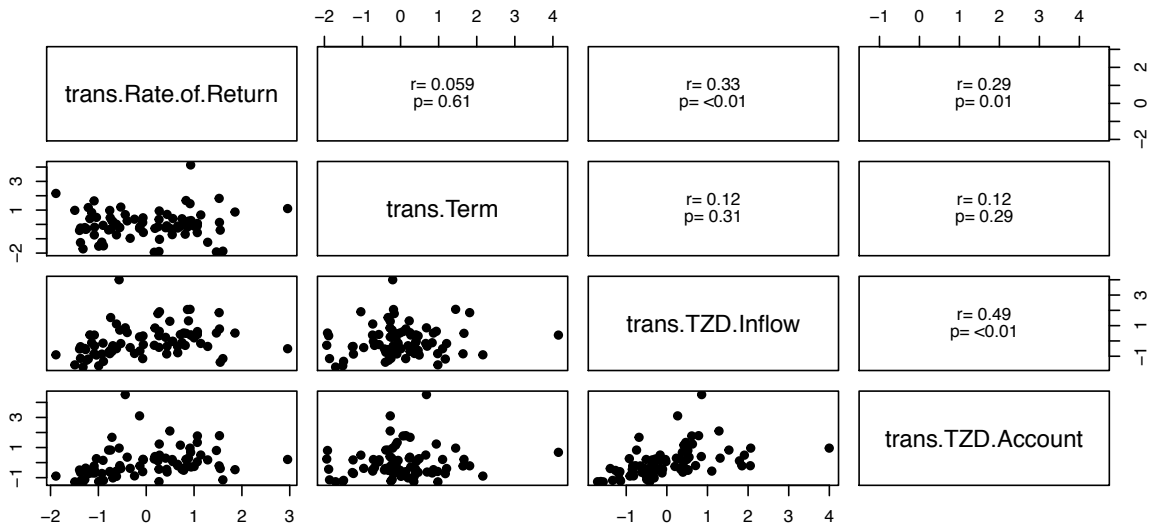 −2 −1 0 1 2 3 4
−1 0 1 2 3 4
trans.Rate.of.Return
r= 0.059
p= 0.61
r= 0.33
p= <0.01
r= 0.29
p= 0.01
−2 0 2
−2 1 3
trans.Term
r= 0.12
p= 0.31
r= 0.12
p= 0.29
trans.TZD.Inflow
r= 0.49
p= <0.01
−1 1 3
−1 1 3
trans.TZD.Account
−2 −1 0 1 2 3
−1 0 1 2 3 4